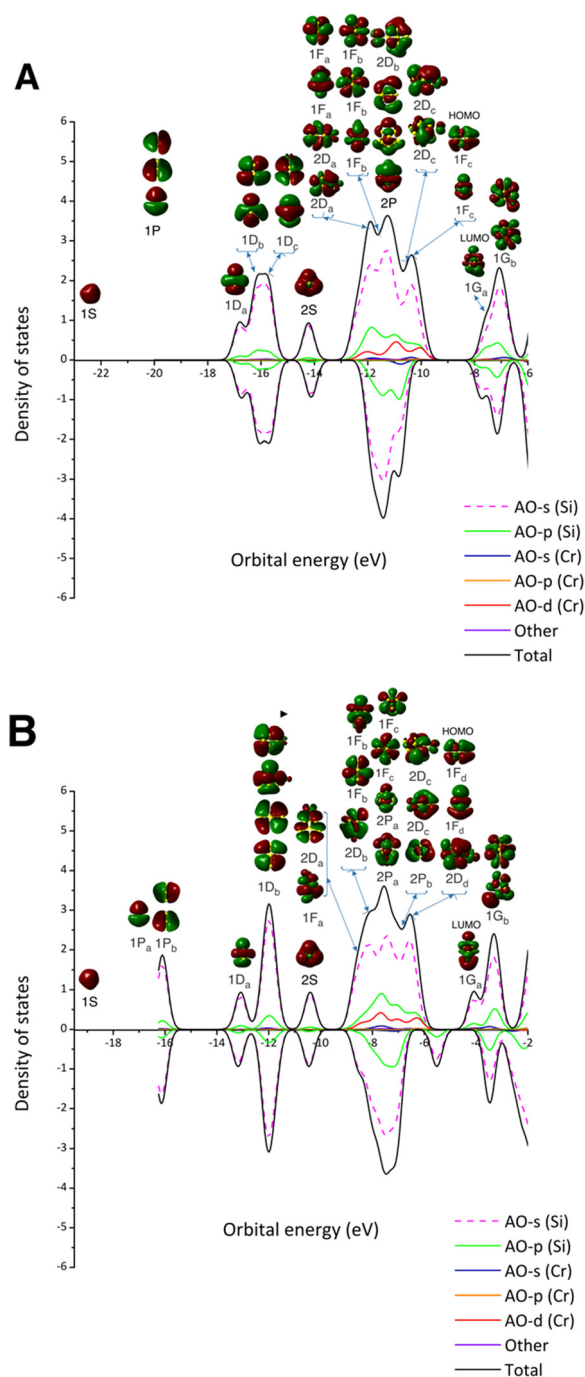 A
1F_a 1F_b 2D_b
1F_a 1F_b 2D_c HOMO
2D_a 1F_b 2D_c 1F_c
1P 1D_b 1D_c 2D_a 2P 1F_c
LUMO 1G_b
1S 1D_a 2S 1G_a
Density of states
6
5
4
3
2
1
0
-1
-2
-3
-4
-5
-6
-22 -20 -18 -16 -14 -12 -10 -8 -6
Orbital energy (eV)
AO-s (Si)
AO-p (Si)
AO-s (Cr)
AO-p (Cr)
AO-d (Cr)
Other
Total
B
1F_b 1F_c HOMO
1F_b 1F_c 2D_c 1F_d
2D_a 2D_b 2P_a 2D_c 1F_d
1D_b 1F_a 2P_a 2P_b 2D_d 1G_b
1P_a 1P_b LUMO
1S 1D_a 2S 1G_a
Density of states
6
5
4
3
2
1
0
-1
-2
-3
-4
-5
-6
-18 -16 -14 -12 -10 -8 -6 -4 -2
Orbital energy (eV)
AO-s (Si)
AO-p (Si)
AO-s (Cr)
AO-p (Cr)
AO-d (Cr)
Other
Total